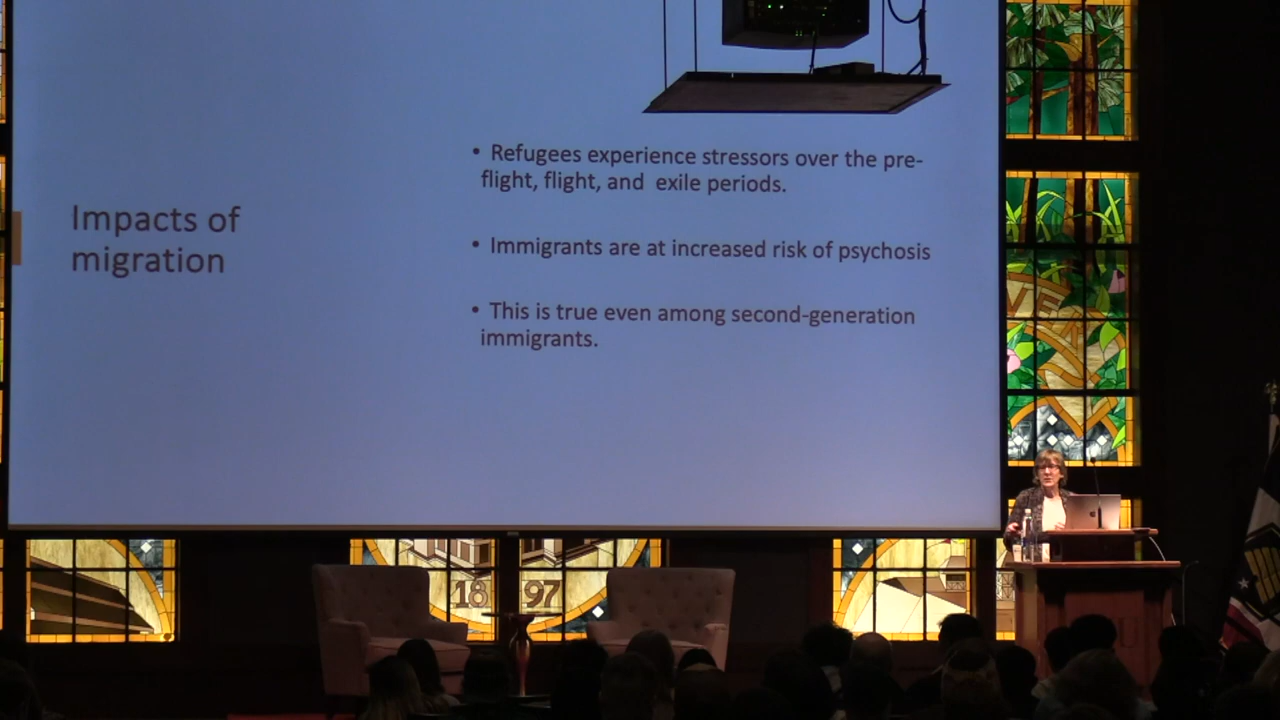 Impacts of
migration
• Refugees experience stressors over the pre-
flight, flight, and exile periods.
• Immigrants are at increased risk of psychosis
• This is true even among second-generation
immigrants.
18 97